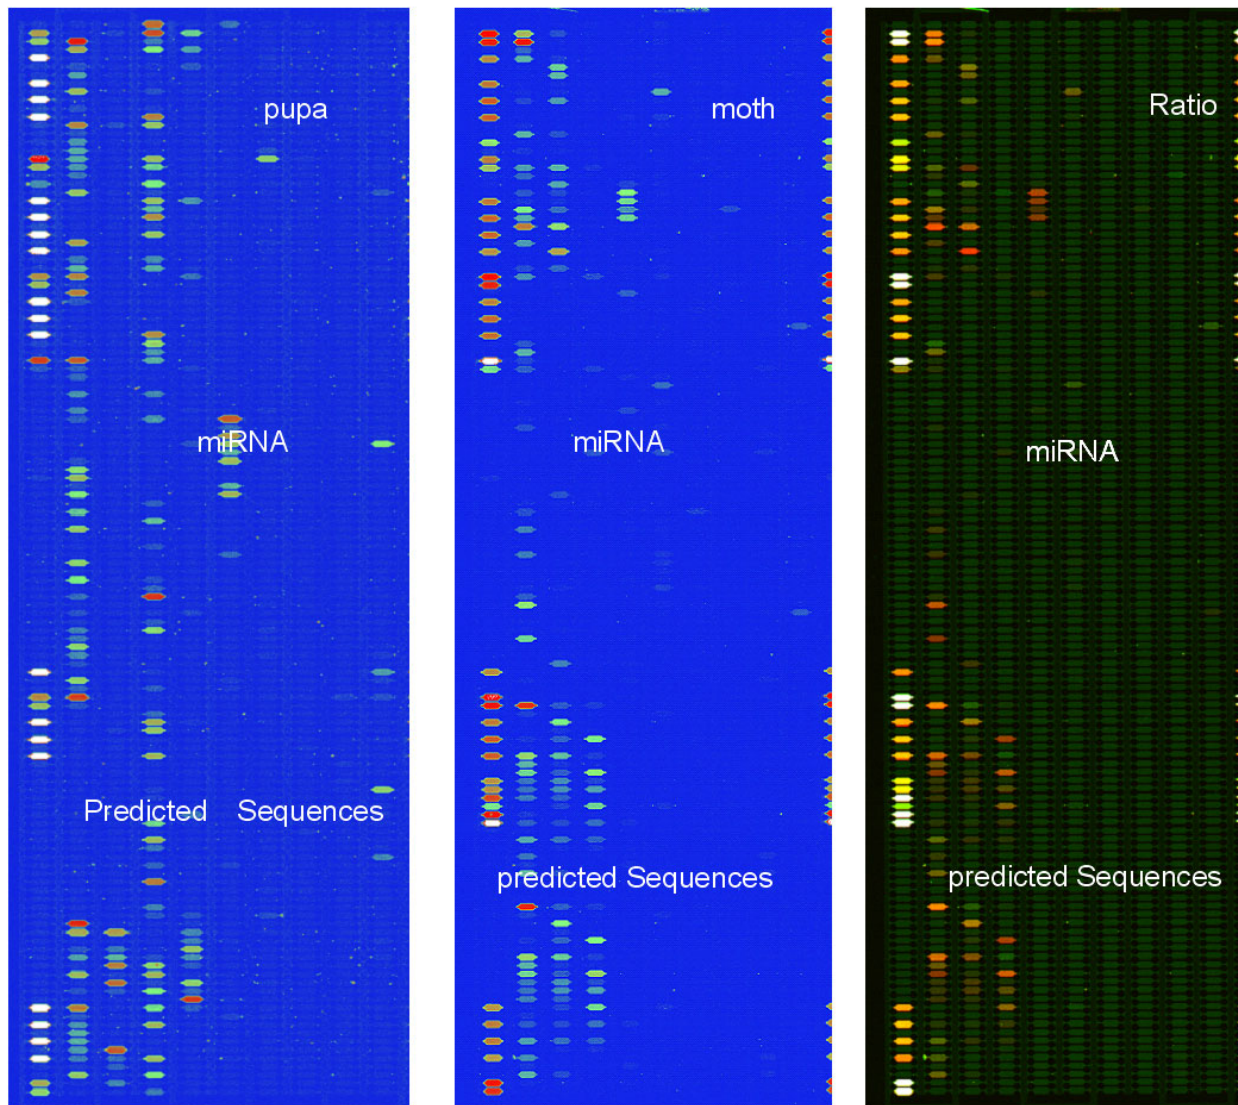 pupa
miRNA
Predicted Sequences
moth
miRNA
predicted Sequences
Ratio
miRNA
predicted Sequences